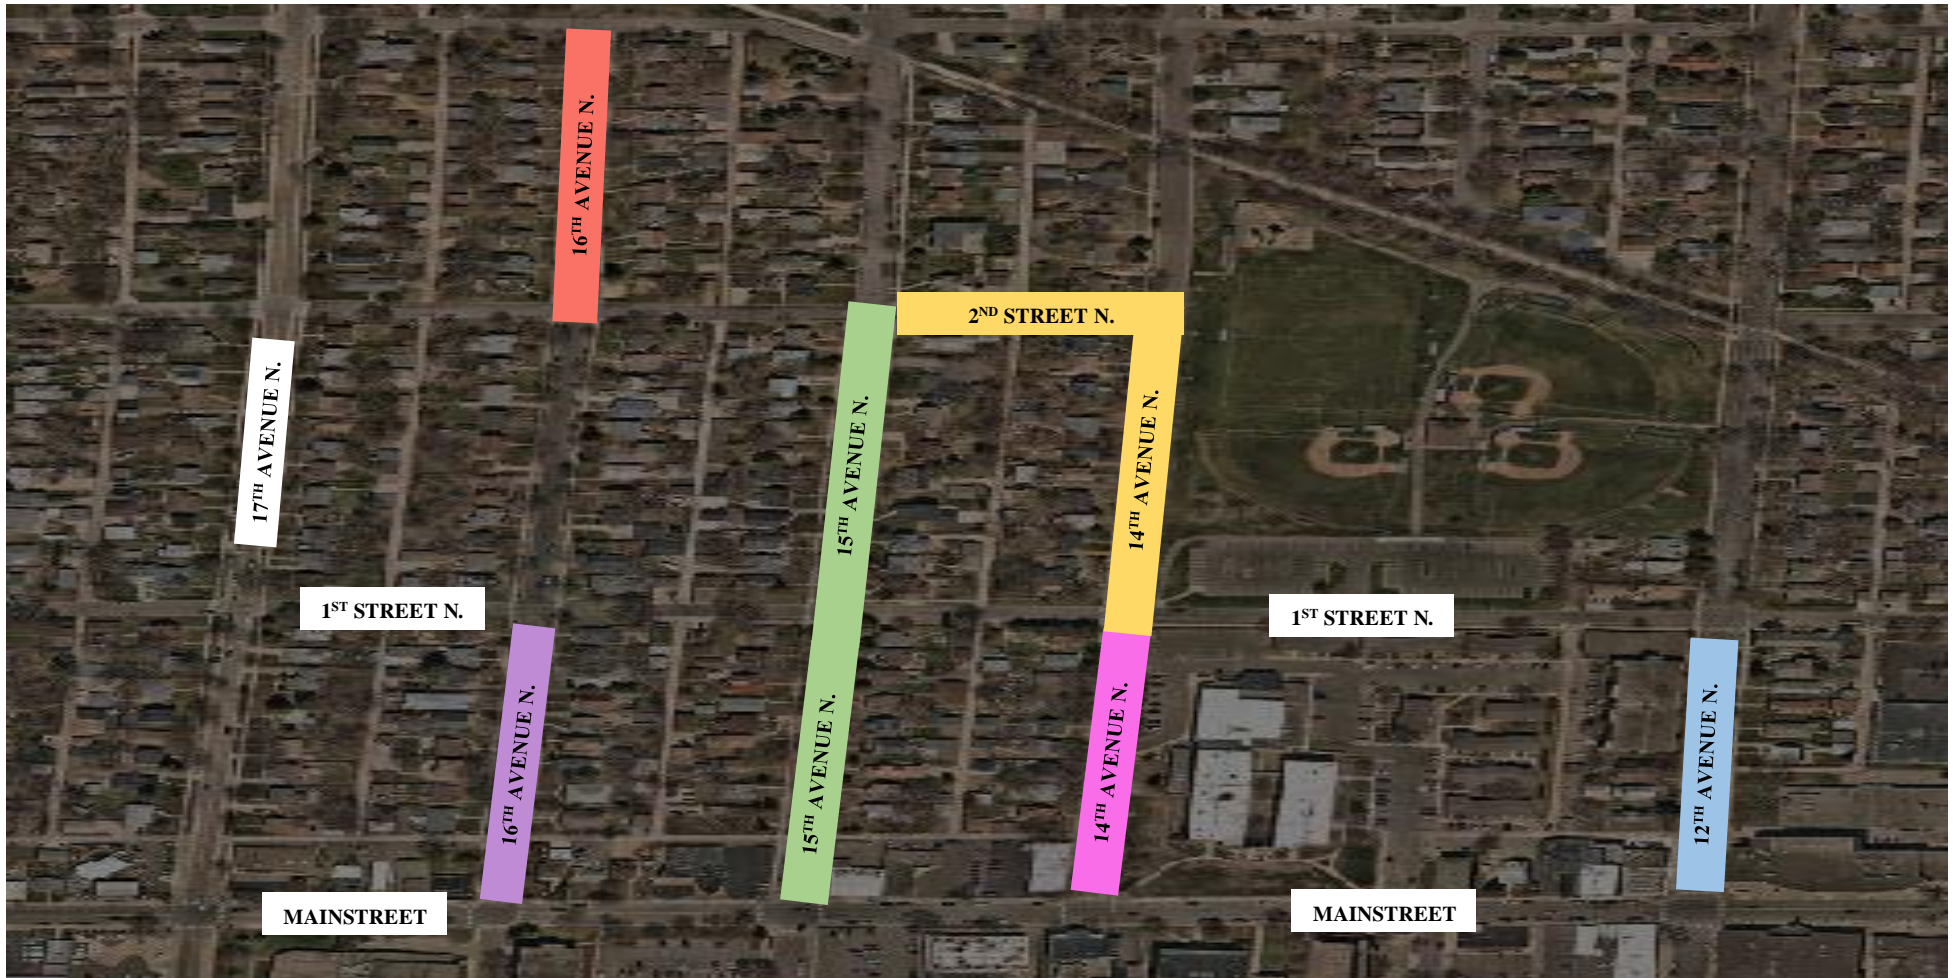 16TH AVENUE N.
2ND STREET N.
17TH AVENUE N.
15TH AVENUE N.
14TH AVENUE N.
1ST STREET N.
1ST STREET N.
16TH AVENUE N.
15TH AVENUE N.
14TH AVENUE N.
12TH AVENUE N.
MAINSTREET
MAINSTREET